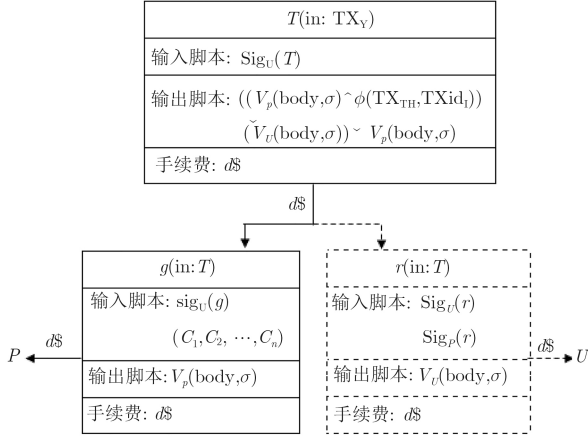 T(in: TX_Y)
输入脚本: Sig_U(T)
输出脚本: ((V_p(body,σ)ˆϕ(TX_TH,TXid_I))
(ˇV_U(body,σ)) ˇ V_p(body,σ)
手续费: d$
d$
g(in:T)
输入脚本: sig_U(g)
(C_1,C_2, ⋯,C_n)
输出脚本:V_p(body,σ)
手续费: d$
r(in:T)
输入脚本: Sig_U(r)
Sig_P(r)
输出脚本: V_U(body,σ)
手续费: d$
P
d$
d$
U